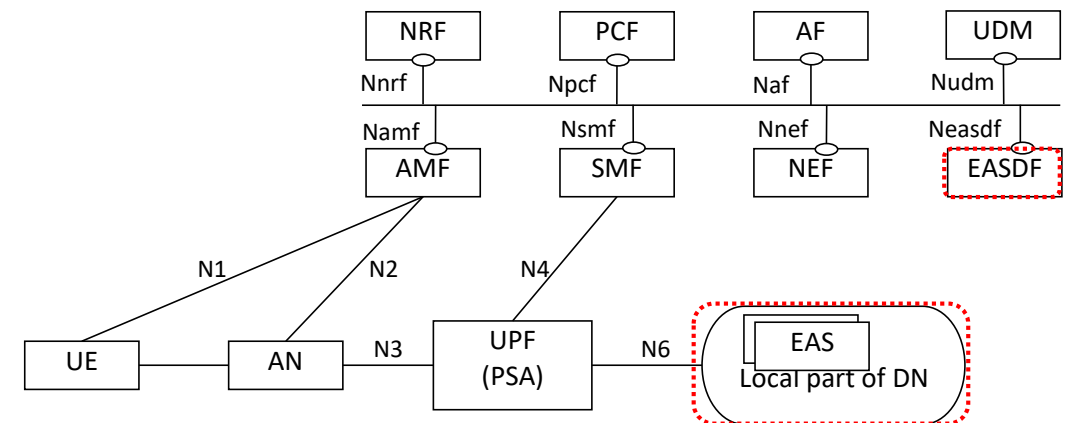 NRF
PCF
AF
UDM
Nnrf
Npcf
Naf
Nudm
Namf
Nsmf
Nnef
Neasdf
AMF
SMF
NEF
EASDF
N1
N2
N4
UE
AN
N3
UPF
(PSA)
N6
EAS
Local part of DN